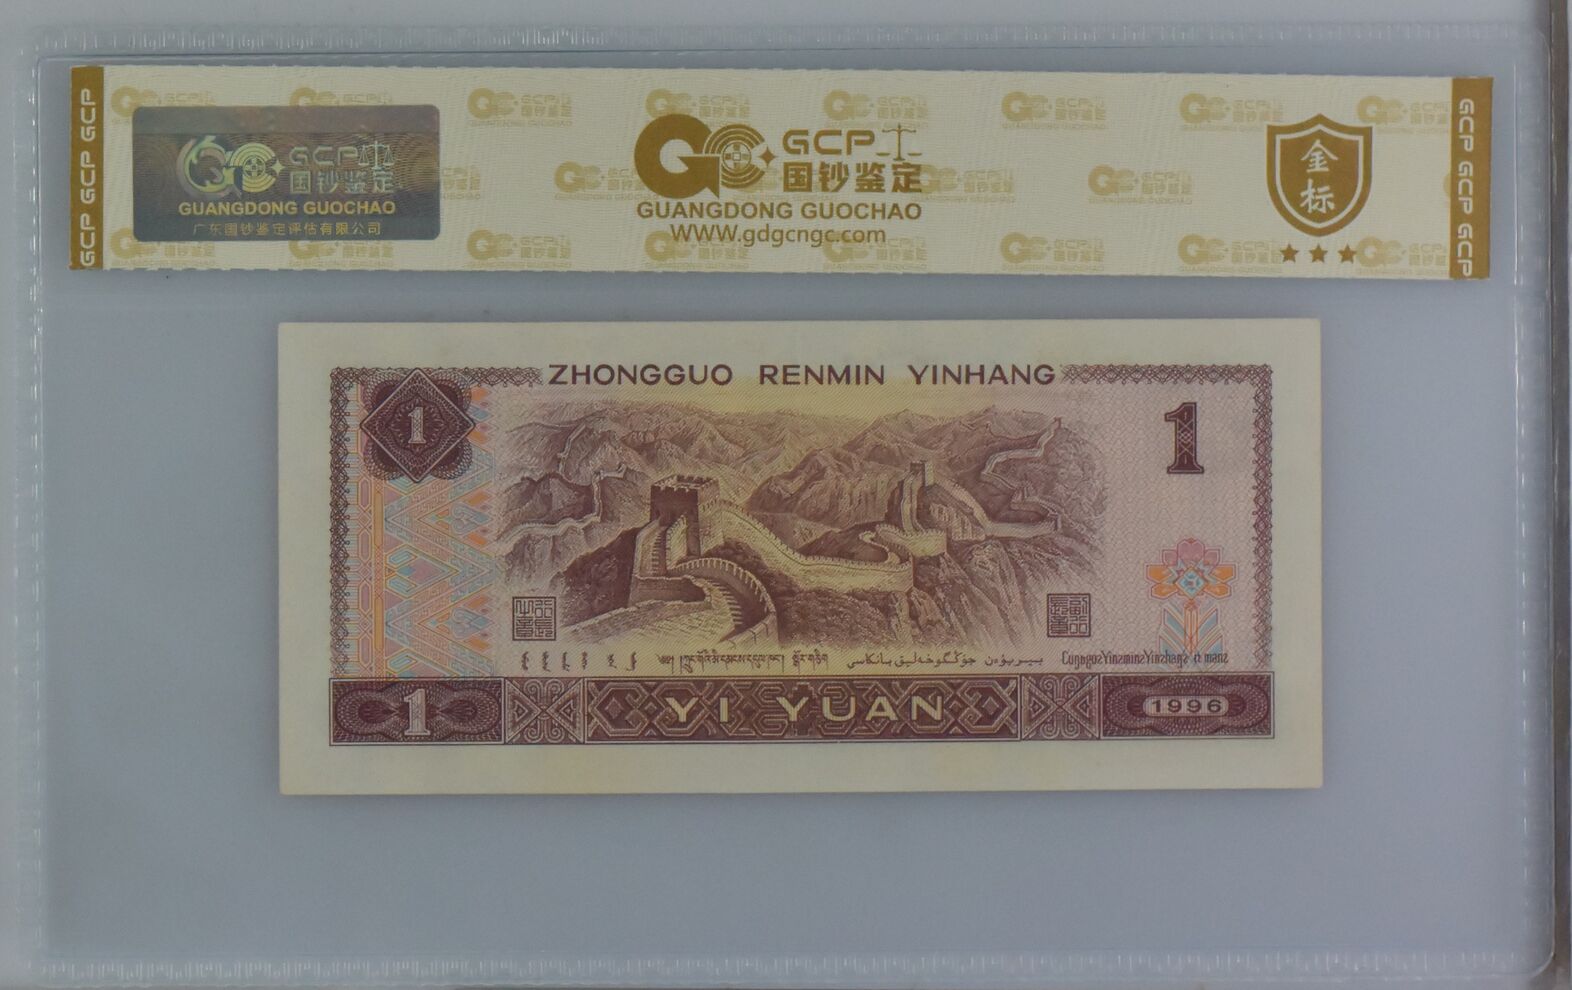 GCP GCP GCP
GCP
国钞鉴定
GUANGDONG GUOCHAO
广东国钞鉴定评估有限公司
GCP
国钞鉴定
GUANGDONG GUOCHAO
WWW.gdgcngc.com
金
标
GCP GCP GCP
ZHONGGUO RENMIN YINHANG
1
1
1
YI YUAN
1996